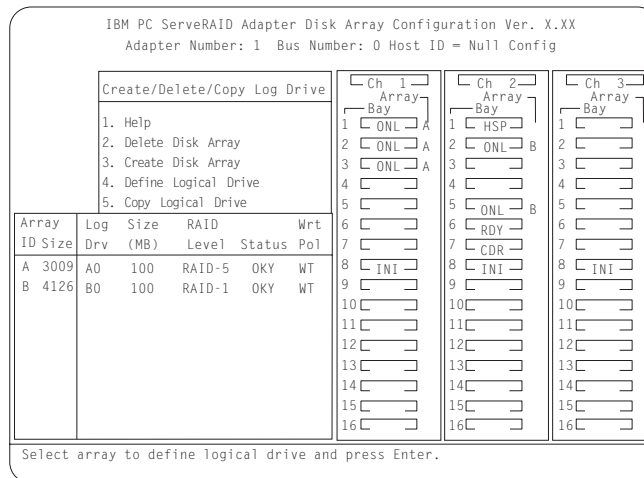 IBM PC ServeRAID Adapter Disk Array Configuration Ver. X.XX
Adapter Number: 1 Bus Number: 0 Host ID = Null Config
Create/Delete/Copy Log Drive
1. Help
2. Delete Disk Array
3. Create Disk Array
4. Define Logical Drive
5. Copy Logical Drive
Array Log Size RAID Wrt
ID Size Drv (MB) Level Status Pol
A 3009 A0 100 RAID-5 OKY WT
B 4126 B0 100 RAID-1 OKY WT
Ch 1
Array
Bay
1 ONL A
2 ONL A
3 ONL A
4
5
6
7
8 INI
9
10
11
12
13
14
15
16
Ch 2
Array
Bay
1 HSP
2 ONL B
3
4
5 ONL B
6 RDY
7 CDR
8 INI
9
10
11
12
13
14
15
16
Ch 3
Array
Bay
1
2
3
4
5
6
7
8 INI
9
10
11
12
13
14
15
16
Select array to define logical drive and press Enter.